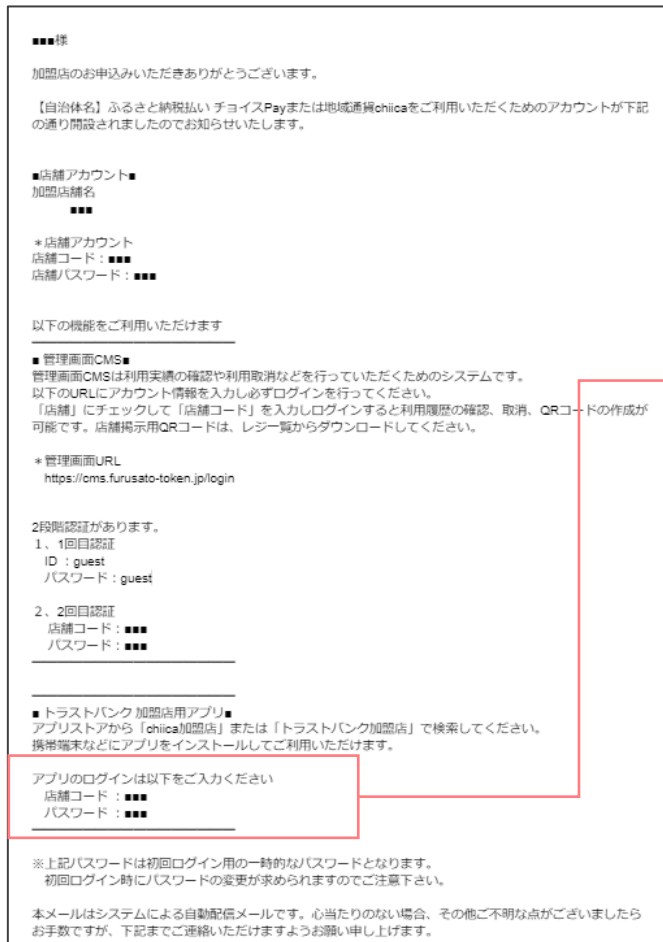 ■■■様
加盟店のお申込みいただきありがとうございます。
【自治体名】ふるさと納税払い チョイスPayまたは地域通貨chiicaをご利用いただくためのアカウントが下記
の通り開設されましたのでお知らせいたします。
■店舗アカウント■
加盟店舗名
■■■
＊店舗アカウント
店舗コード：■■■
店舗パスワード：■■■
以下の機能をご利用いただけます
■ 管理画面CMS■
管理画面CMSは利用実績の確認や利用取消などを行っていただくためのシステムです。
以下のURLにアカウント情報を入力し必ずログインを行ってください。
「店舗」にチェックして「店舗コード」を入力しログインすると利用履歴の確認、取消、QRコードの作成が
可能です。店舗掲示用QRコードは、レジ一覧からダウンロードしてください。
＊管理画面URL
https://cms.furusato-token.jp/login
2段階認証があります。
１、1回目認証
ID ：guest
パスワード：guest
２、2回目認証
店舗コード：■■■
パスワード：■■■
■ トラストバンク 加盟店用アプリ■
アプリストアから「chiica加盟店」または「トラストバンク加盟店」で検索してください。
携帯端末などにアプリをインストールしてご利用いただけます。
アプリのログインは以下をご入力ください
店舗コード ：■■■
パスワード ：■■■
※上記パスワードは初回ログイン用の一時的なパスワードとなります。
初回ログイン時にパスワードの変更が求められますのでご注意下さい。
本メールはシステムによる自動配信メールです。心当たりのない場合、その他ご不明な点がございましたら
お手数ですが、下記までご連絡いただけますようお願い申し上げます。